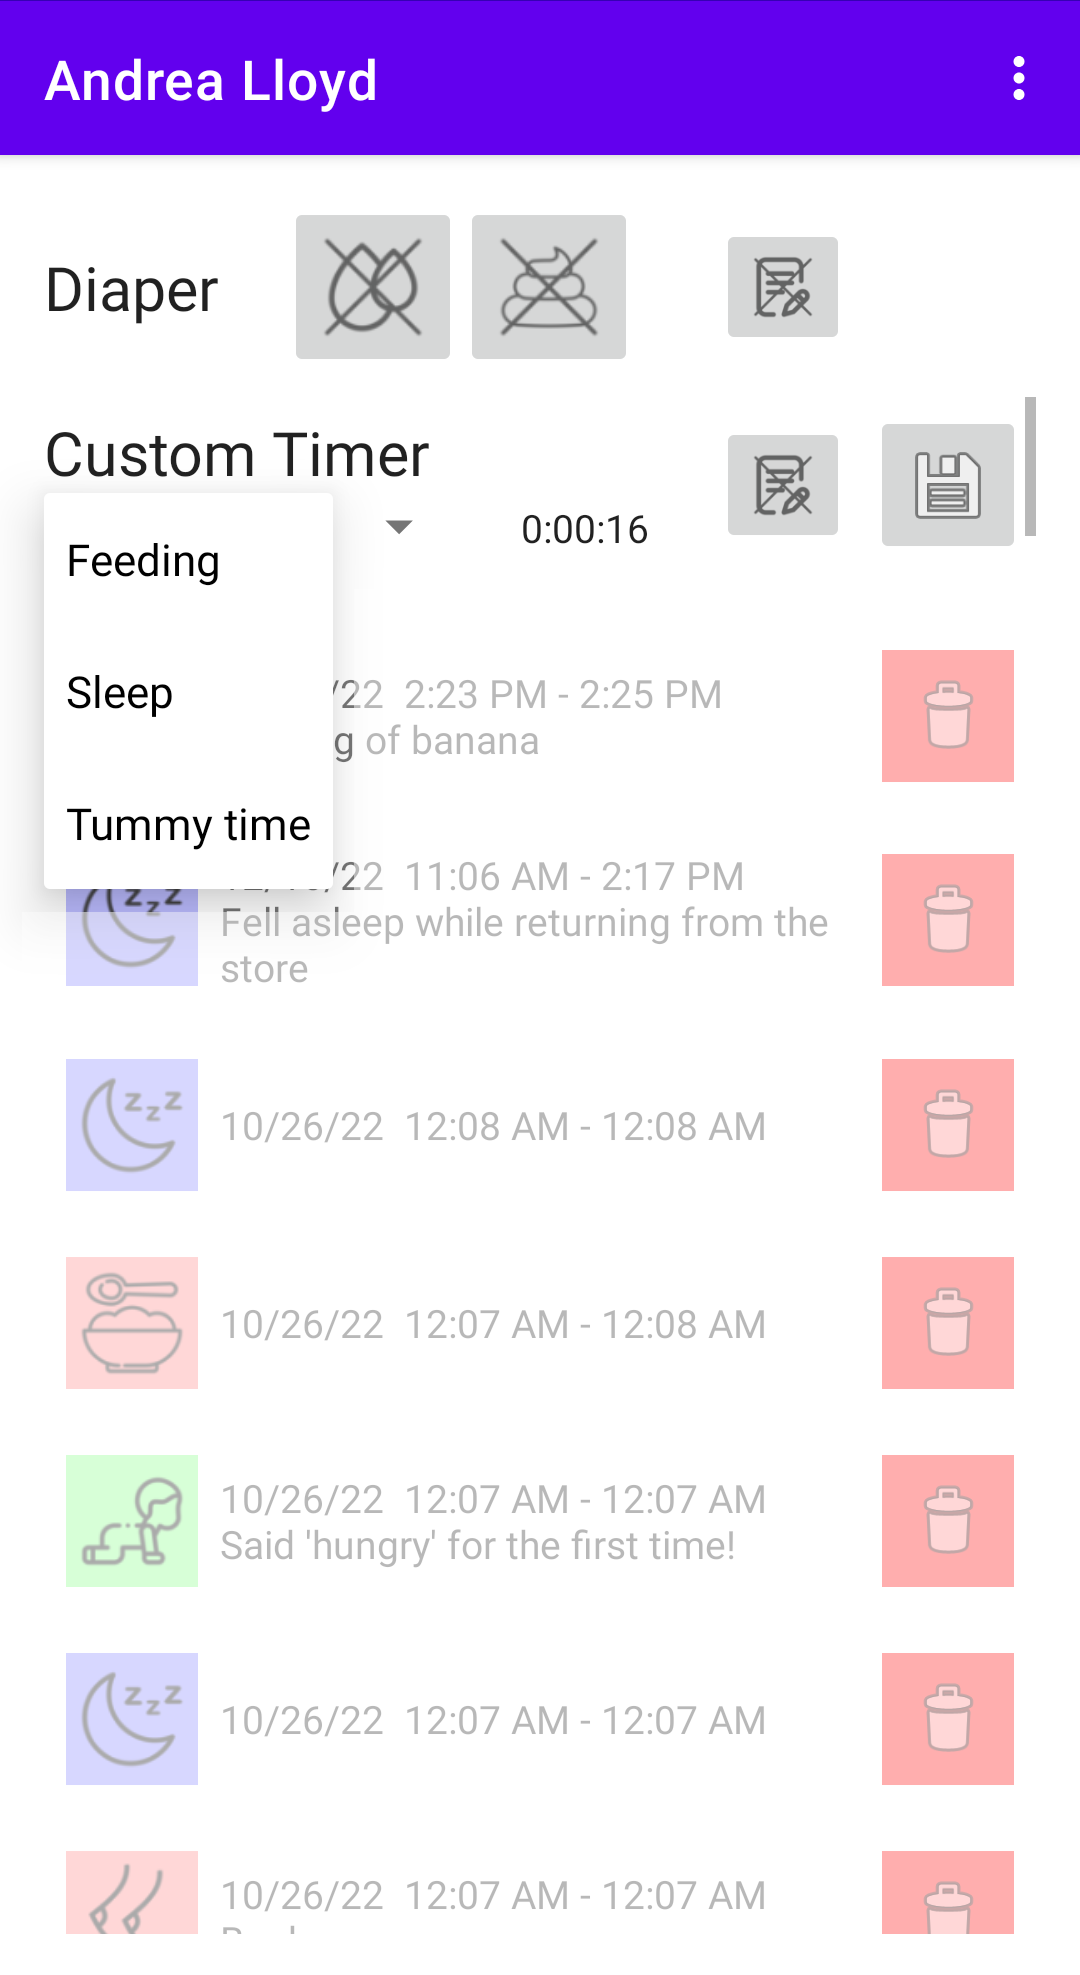 Andrea Lloyd
Diaper
Custom Timer
0:00:16
Feeding
Sleep
Tummy time
/22 2:23 PM - 2:25 PM
g of banana
/22 11:06 AM - 2:17 PM
Fell asleep while returning from the
store
10/26/22 12:08 AM - 12:08 AM
10/26/22 12:07 AM - 12:08 AM
10/26/22 12:07 AM - 12:07 AM
Said 'hungry' for the first time!
10/26/22 12:07 AM - 12:07 AM
10/26/22 12:07 AM - 12:07 AM